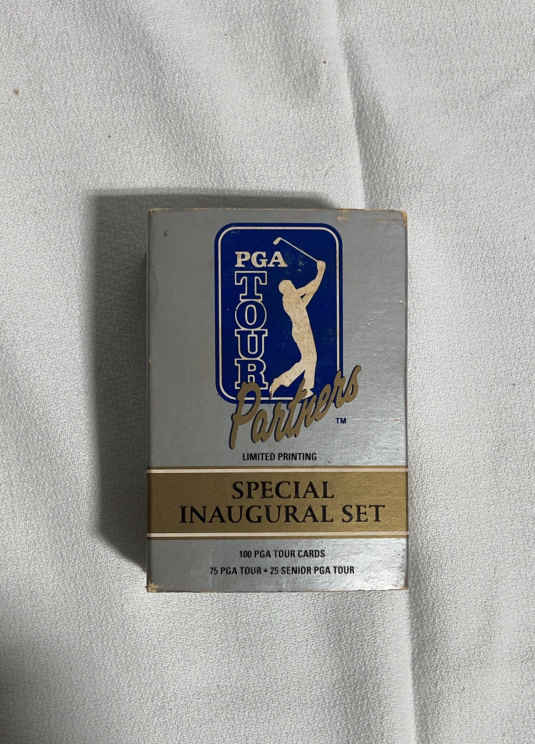 PGA
TOUR
Partners
TM
LIMITED PRINTING
SPECIAL
INAUGURAL SET
100 PGA TOUR CARDS
75 PGA TOUR • 25 SENIOR PGA TOUR